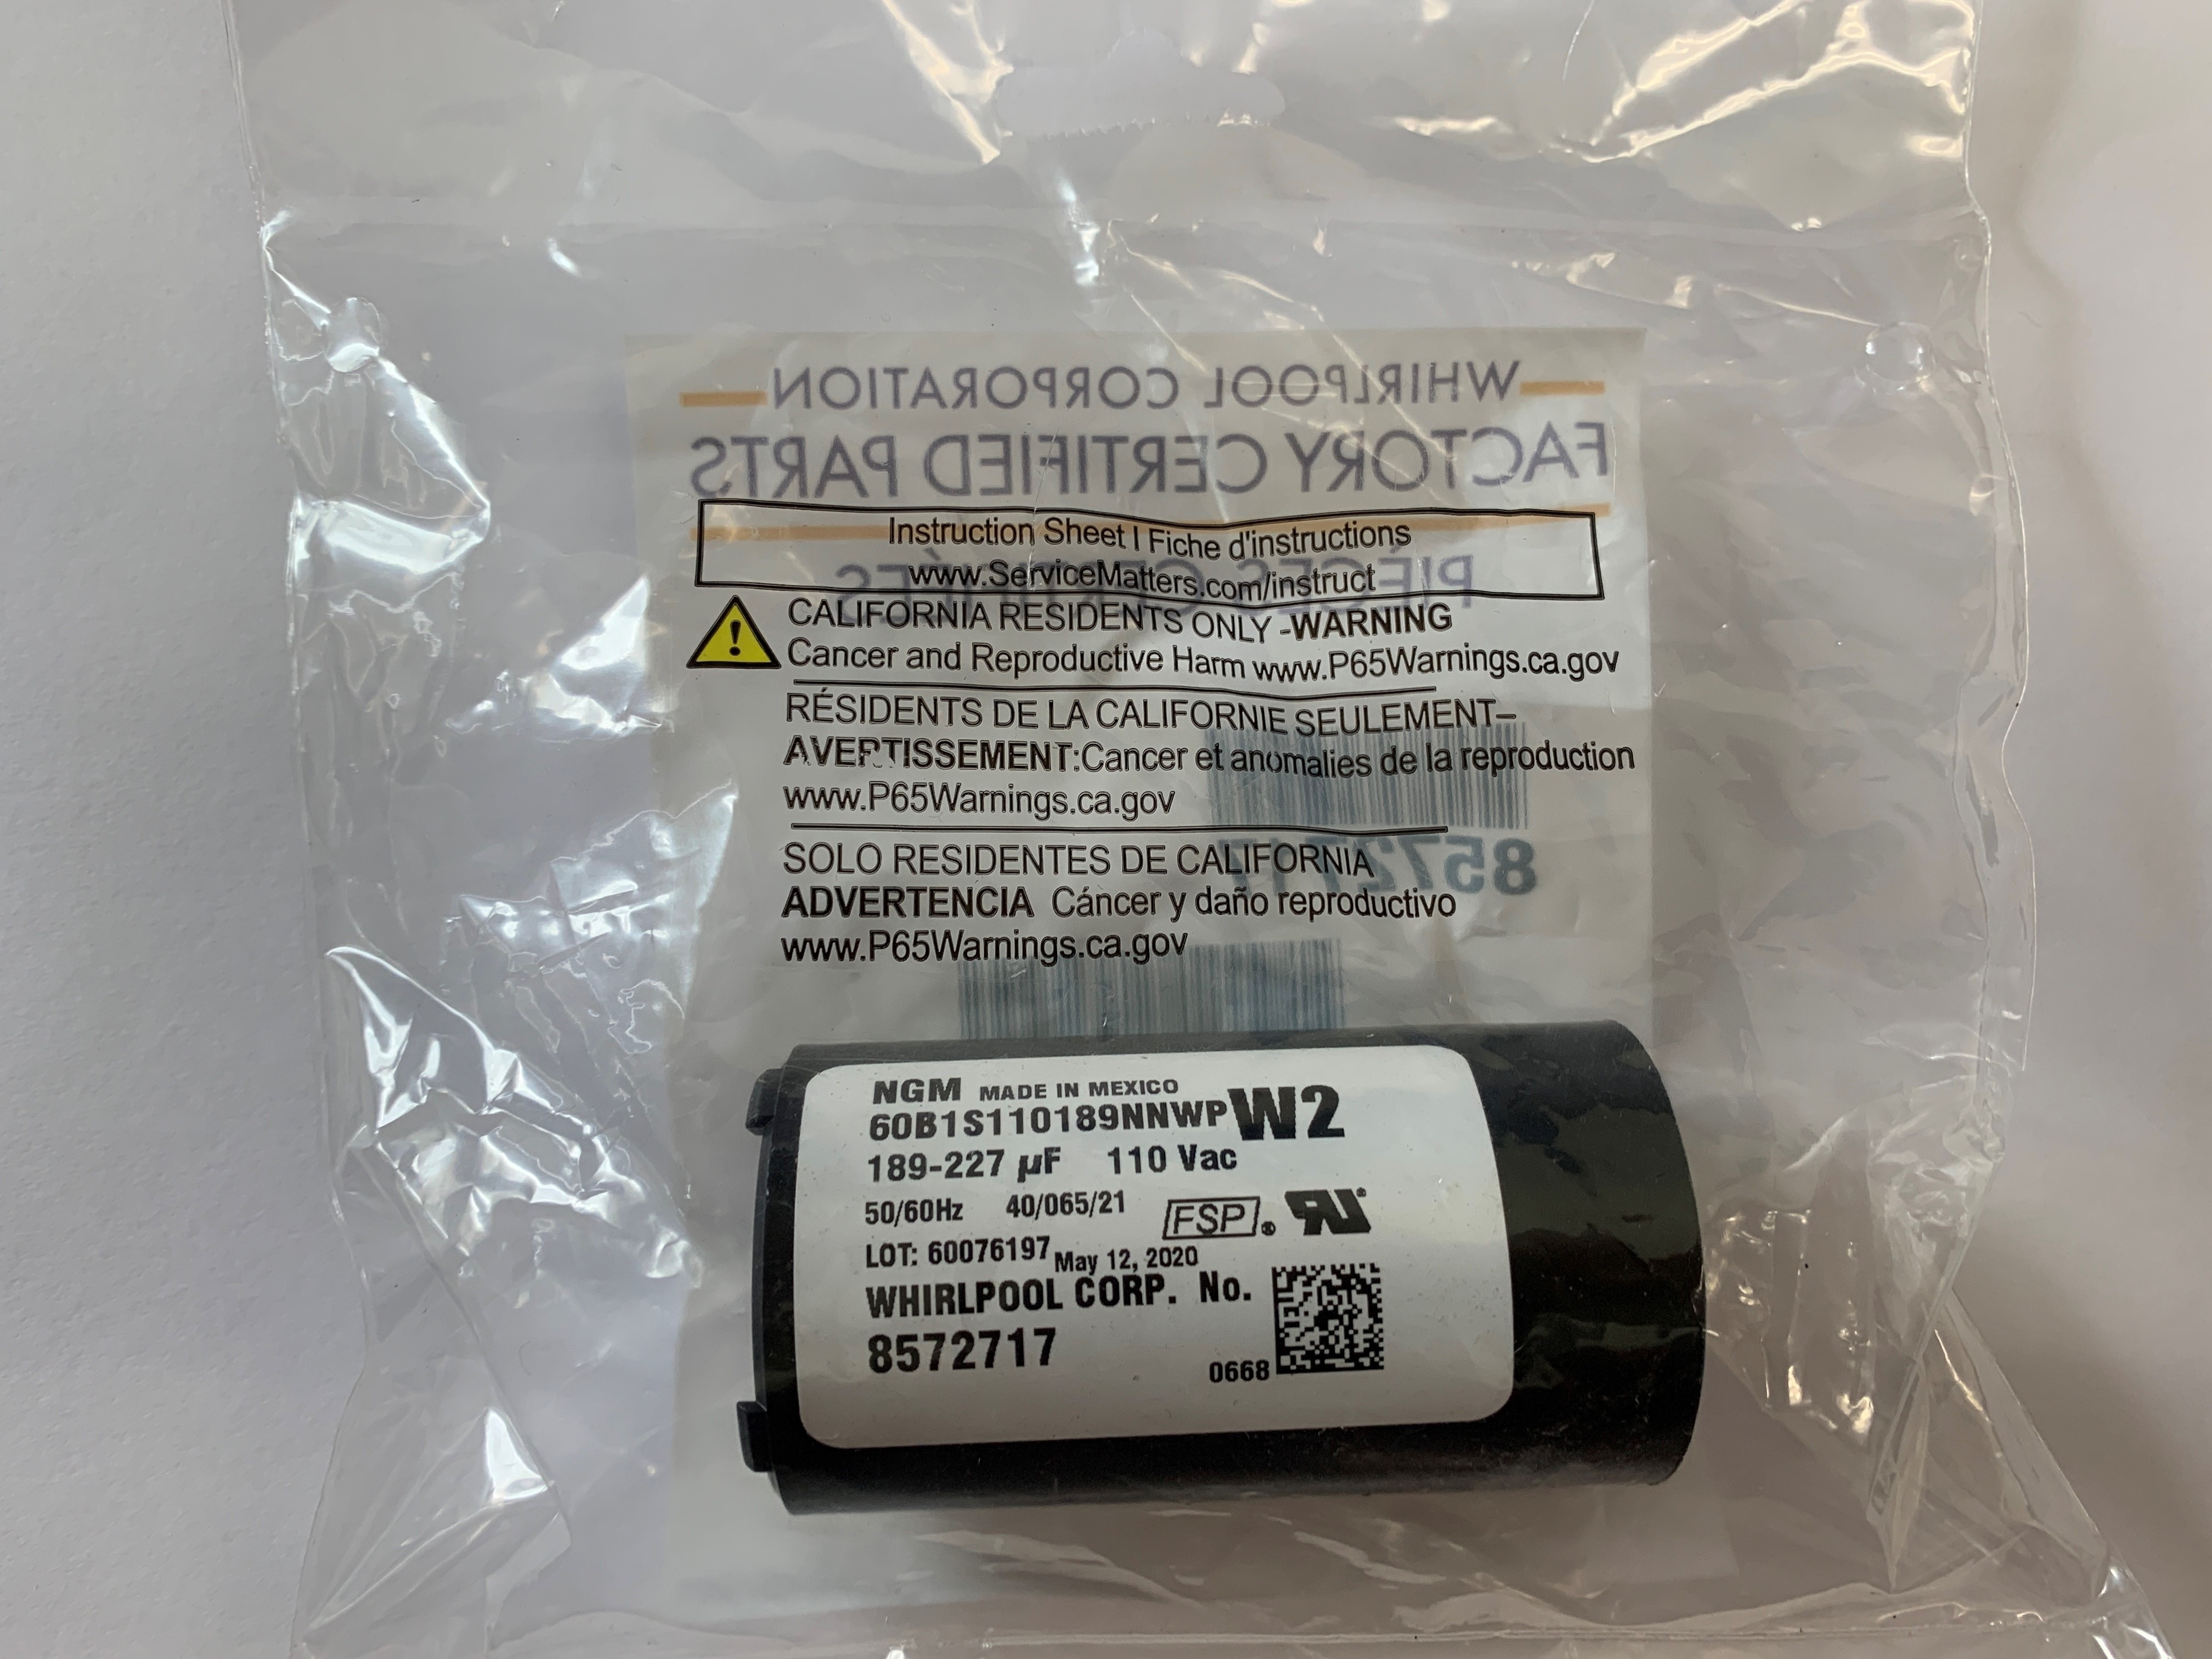 WHIRLPOOL CORPORATION
FACTORY CERTIFIED PARTS
Instruction Sheet | Fiche d'instructions
www.ServiceMatters.com/instruct
PIÈCES CERTIFIÉES
CALIFORNIA RESIDENTS ONLY -WARNING
Cancer and Reproductive Harm www.P65Warnings.ca.gov
RÉSIDENTS DE LA CALIFORNIE SEULEMENT–
AVERTISSEMENT:Cancer et anomalies de la reproduction
www.P65Warnings.ca.gov
SOLO RESIDENTES DE CALIFORNIA
8572717
ADVERTENCIA Cáncer y daño reproductivo
www.P65Warnings.ca.gov
NGM MADE IN MEXICO
60B1S110189NNWP W2
189-227 µF 110 Vac
50/60Hz 40/065/21 FSP®
LOT: 60076197 May 12, 2020
WHIRLPOOL CORP. No.
8572717
0668